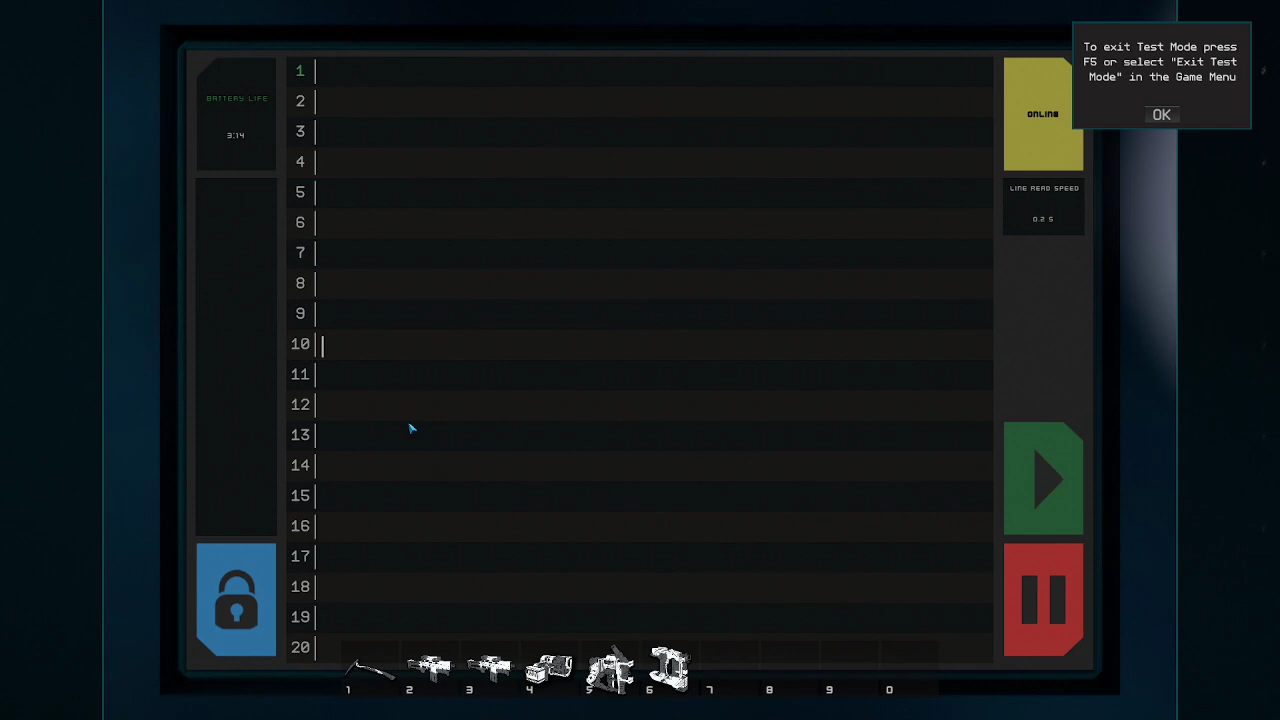 To exit Test Mode press
F5 or select "Exit Test
Mode" in the Game Menu
OK
BATTERY LIFE
3:14
ONLINE
LINE READ SPEED
0.2 S
1
2
3
4
5
6
7
8
9
10
11
12
13
14
15
16
17
18
19
20
1 2 3 4 5 6 7 8 9 0